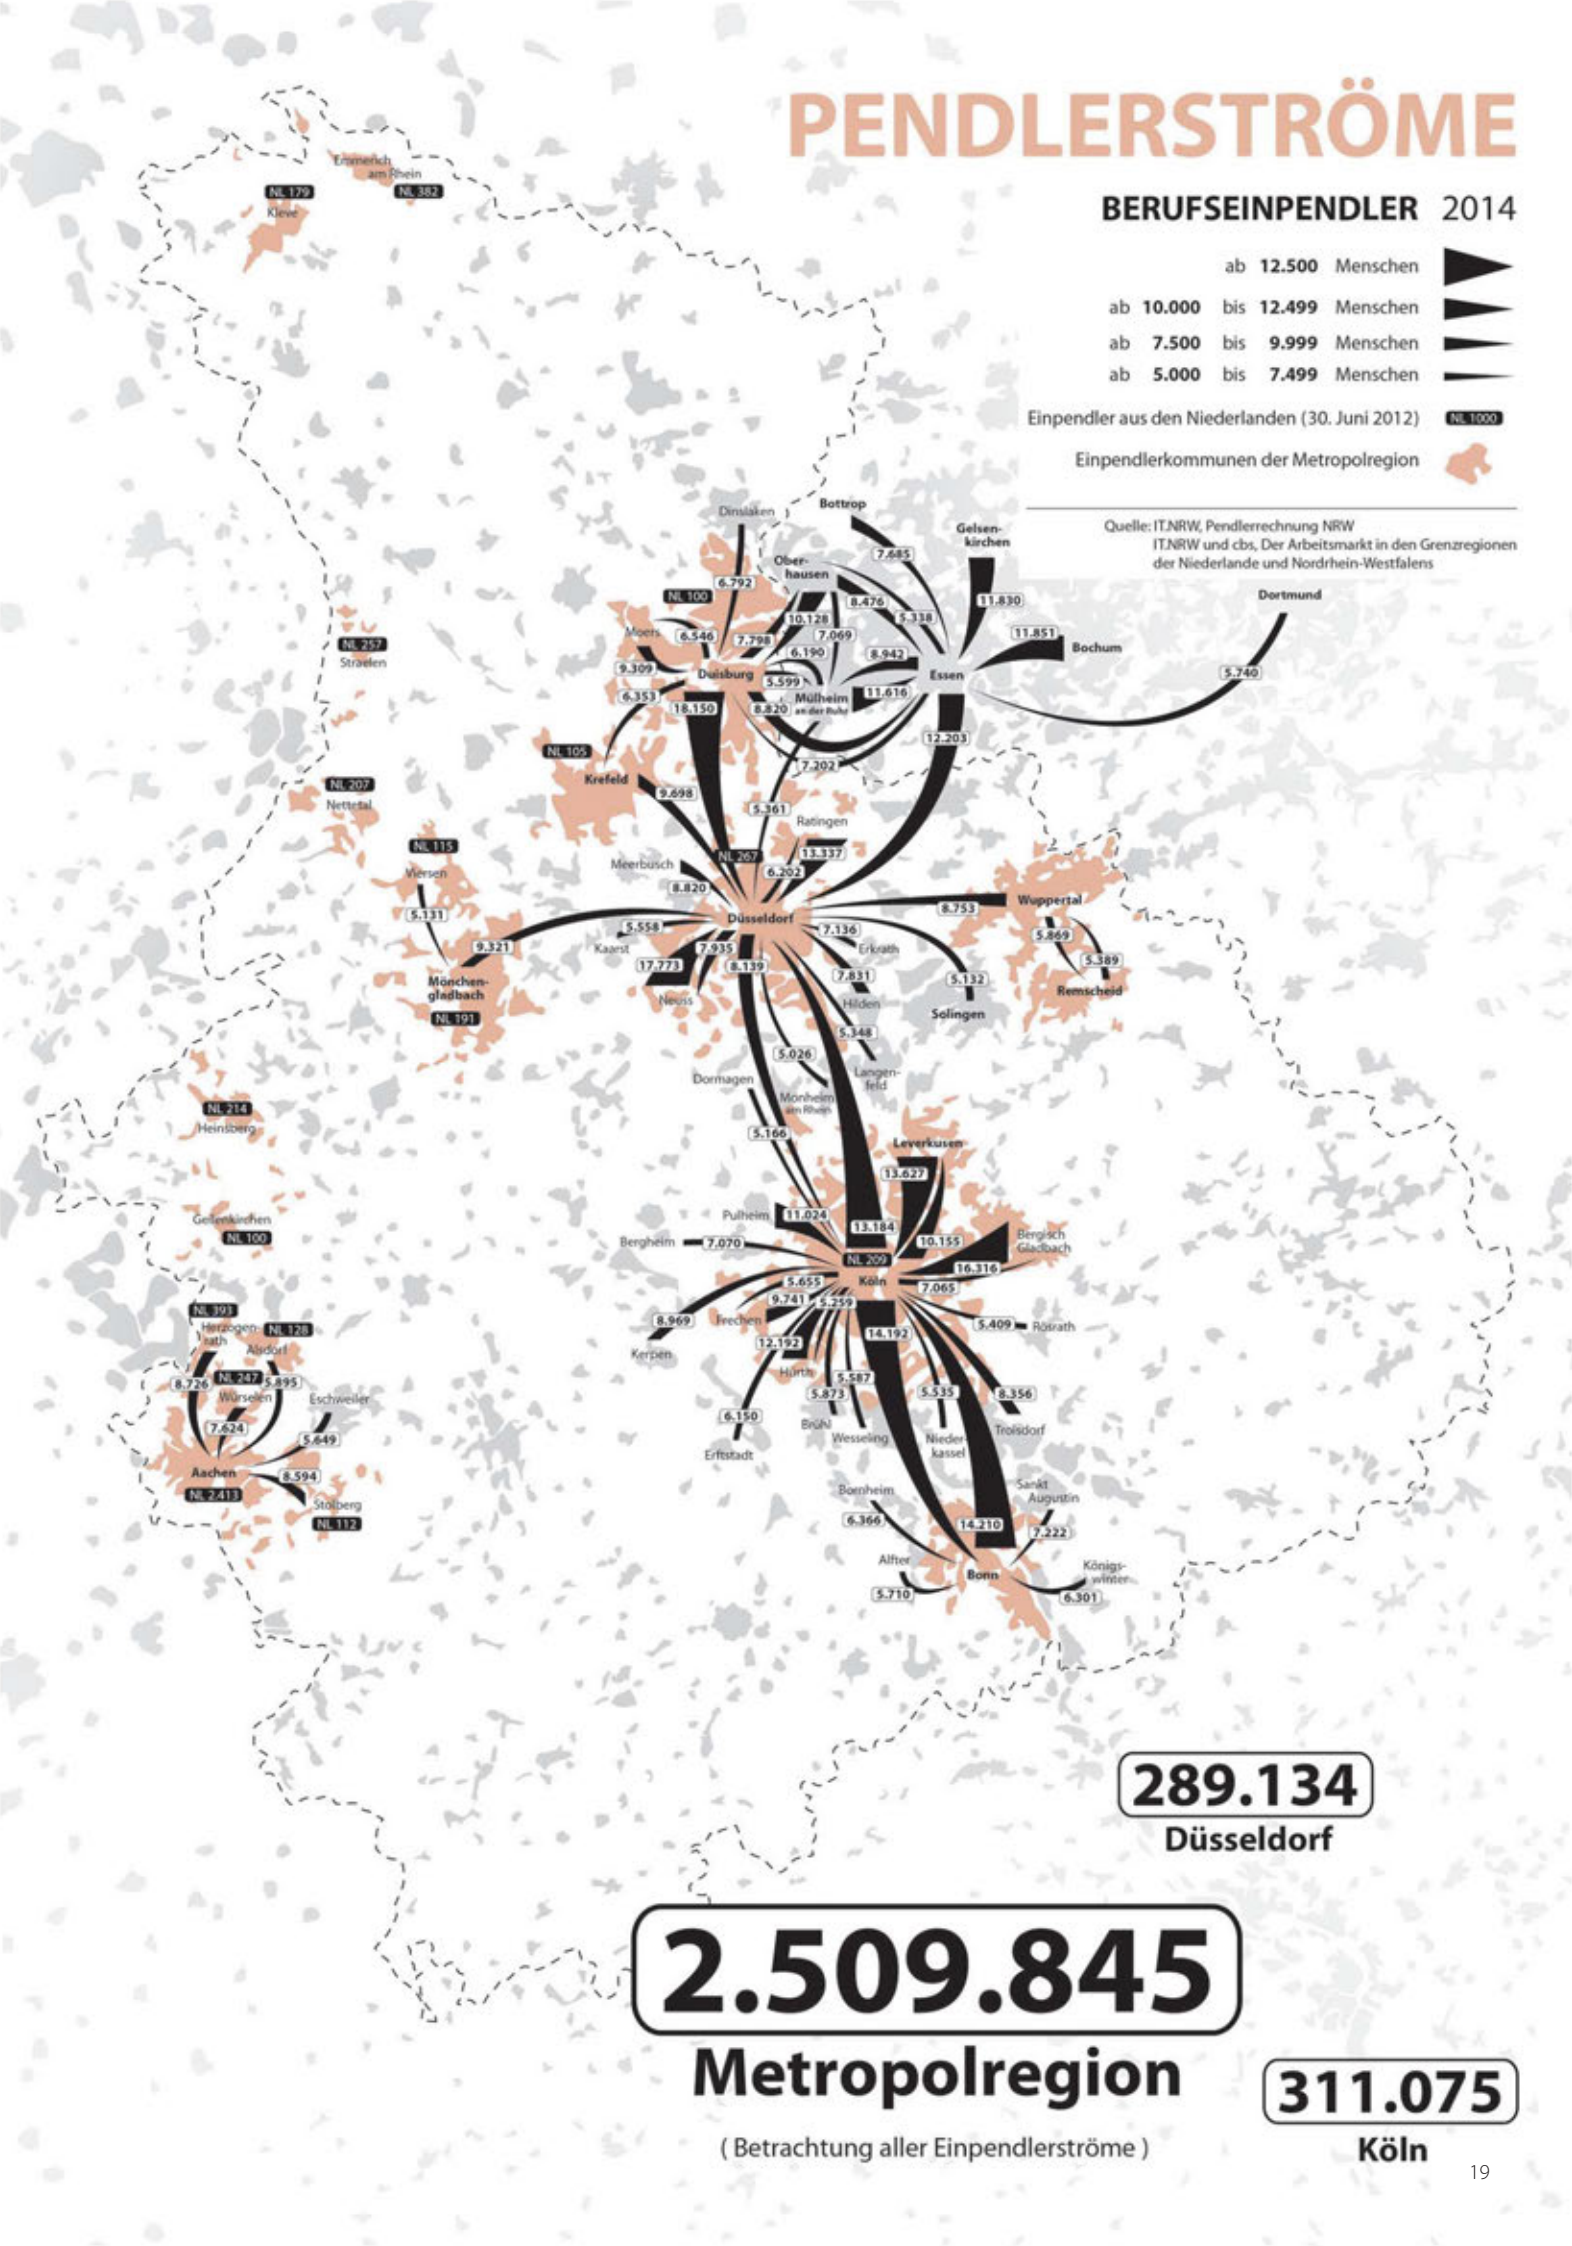 PENDLERSTRÖME
BERUFSEINPENDLER 2014
ab 12.500 Menschen
ab 10.000 bis 12.499 Menschen
ab 7.500 bis 9.999 Menschen
ab 5.000 bis 7.499 Menschen
Einpendler aus den Niederlanden (30. Juni 2012) NL 1000
Einpendlerkommunen der Metropolregion
Quelle: IT.NRW, Pendlerrechnung NRW
IT.NRW und cbs, Der Arbeitsmarkt in den Grenzregionen
der Niederlande und Nordrhein-Westfalens
Emmerich
am Rhein
NL 179
NL 382
Kleve
Dinslaken
Bottrop
Gelsen-
kirchen
7.685
Ober-
hausen
6.792
NL 100
8.476
11.830
Dortmund
10.128
5.338
Moers
6.546
7.798
7.069
11.851
Bochum
NL 257
Straelen
6.190
8.942
9.309
Duisburg
5.599
Essen
5.740
6.353
Mülheim
an der Ruhr
11.616
18.150
8.820
12.203
NL 105
7.202
Krefeld
9.698
NL 207
Nettetal
5.361
Ratingen
NL 115
NL 267
13.337
Meerbusch
6.202
Viersen
8.820
5.131
8.753
Wuppertal
Düsseldorf
5.558
7.136
5.869
9.321
Kaarst
7.935
Erkrath
17.773
8.139
5.389
7.831
5.132
Mönchen-
gladbach
Neuss
Hilden
Remscheid
NL 191
Solingen
5.348
5.026
Langen-
feld
Dormagen
Monheim
am Rhein
NL 214
Heinsberg
5.166
Leverkusen
13.627
Pulheim
11.024
Geilenkirchen
13.184
NL 100
Bergheim
7.070
10.155
Bergisch
Gladbach
NL 209
16.316
Köln
5.655
7.065
9.741
5.259
NL 393
8.969
Frechen
5.409
Rösrath
Herzogen-
rath
NL 128
14.192
Alsdorf
12.192
Kerpen
Hürth
8.726
NL 247
5.895
5.587
Würselen
Eschweiler
5.873
5.535
8.356
7.624
6.150
Brühl
Wesseling
Nieder-
kassel
Troisdorf
5.649
Erftstadt
Aachen
8.594
NL 2.413
Stolberg
NL 112
Bornheim
Sankt
Augustin
6.366
14.210
7.222
Alfter
Bonn
Königs-
winter
5.710
6.301
289.134
Düsseldorf
2.509.845
Metropolregion
( Betrachtung aller Einpendlerströme )
311.075
Köln
19